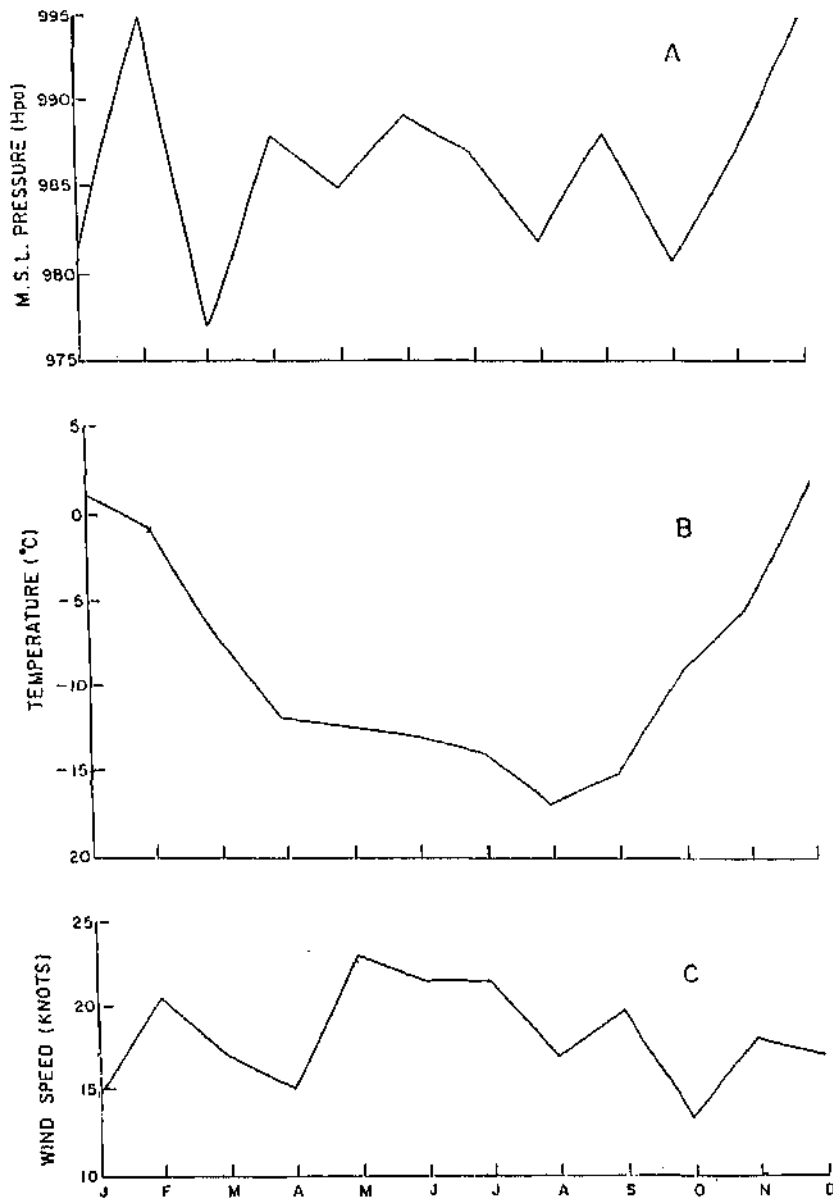 995
A
990
985
980
975
M.S.L. PRESSURE (Hpa)
5
0
B
-5
-10
-15
20
TEMPERATURE (°C)
25
C
20
15
10
WIND SPEED (KNOTS)
J F M A M J J A S O N D